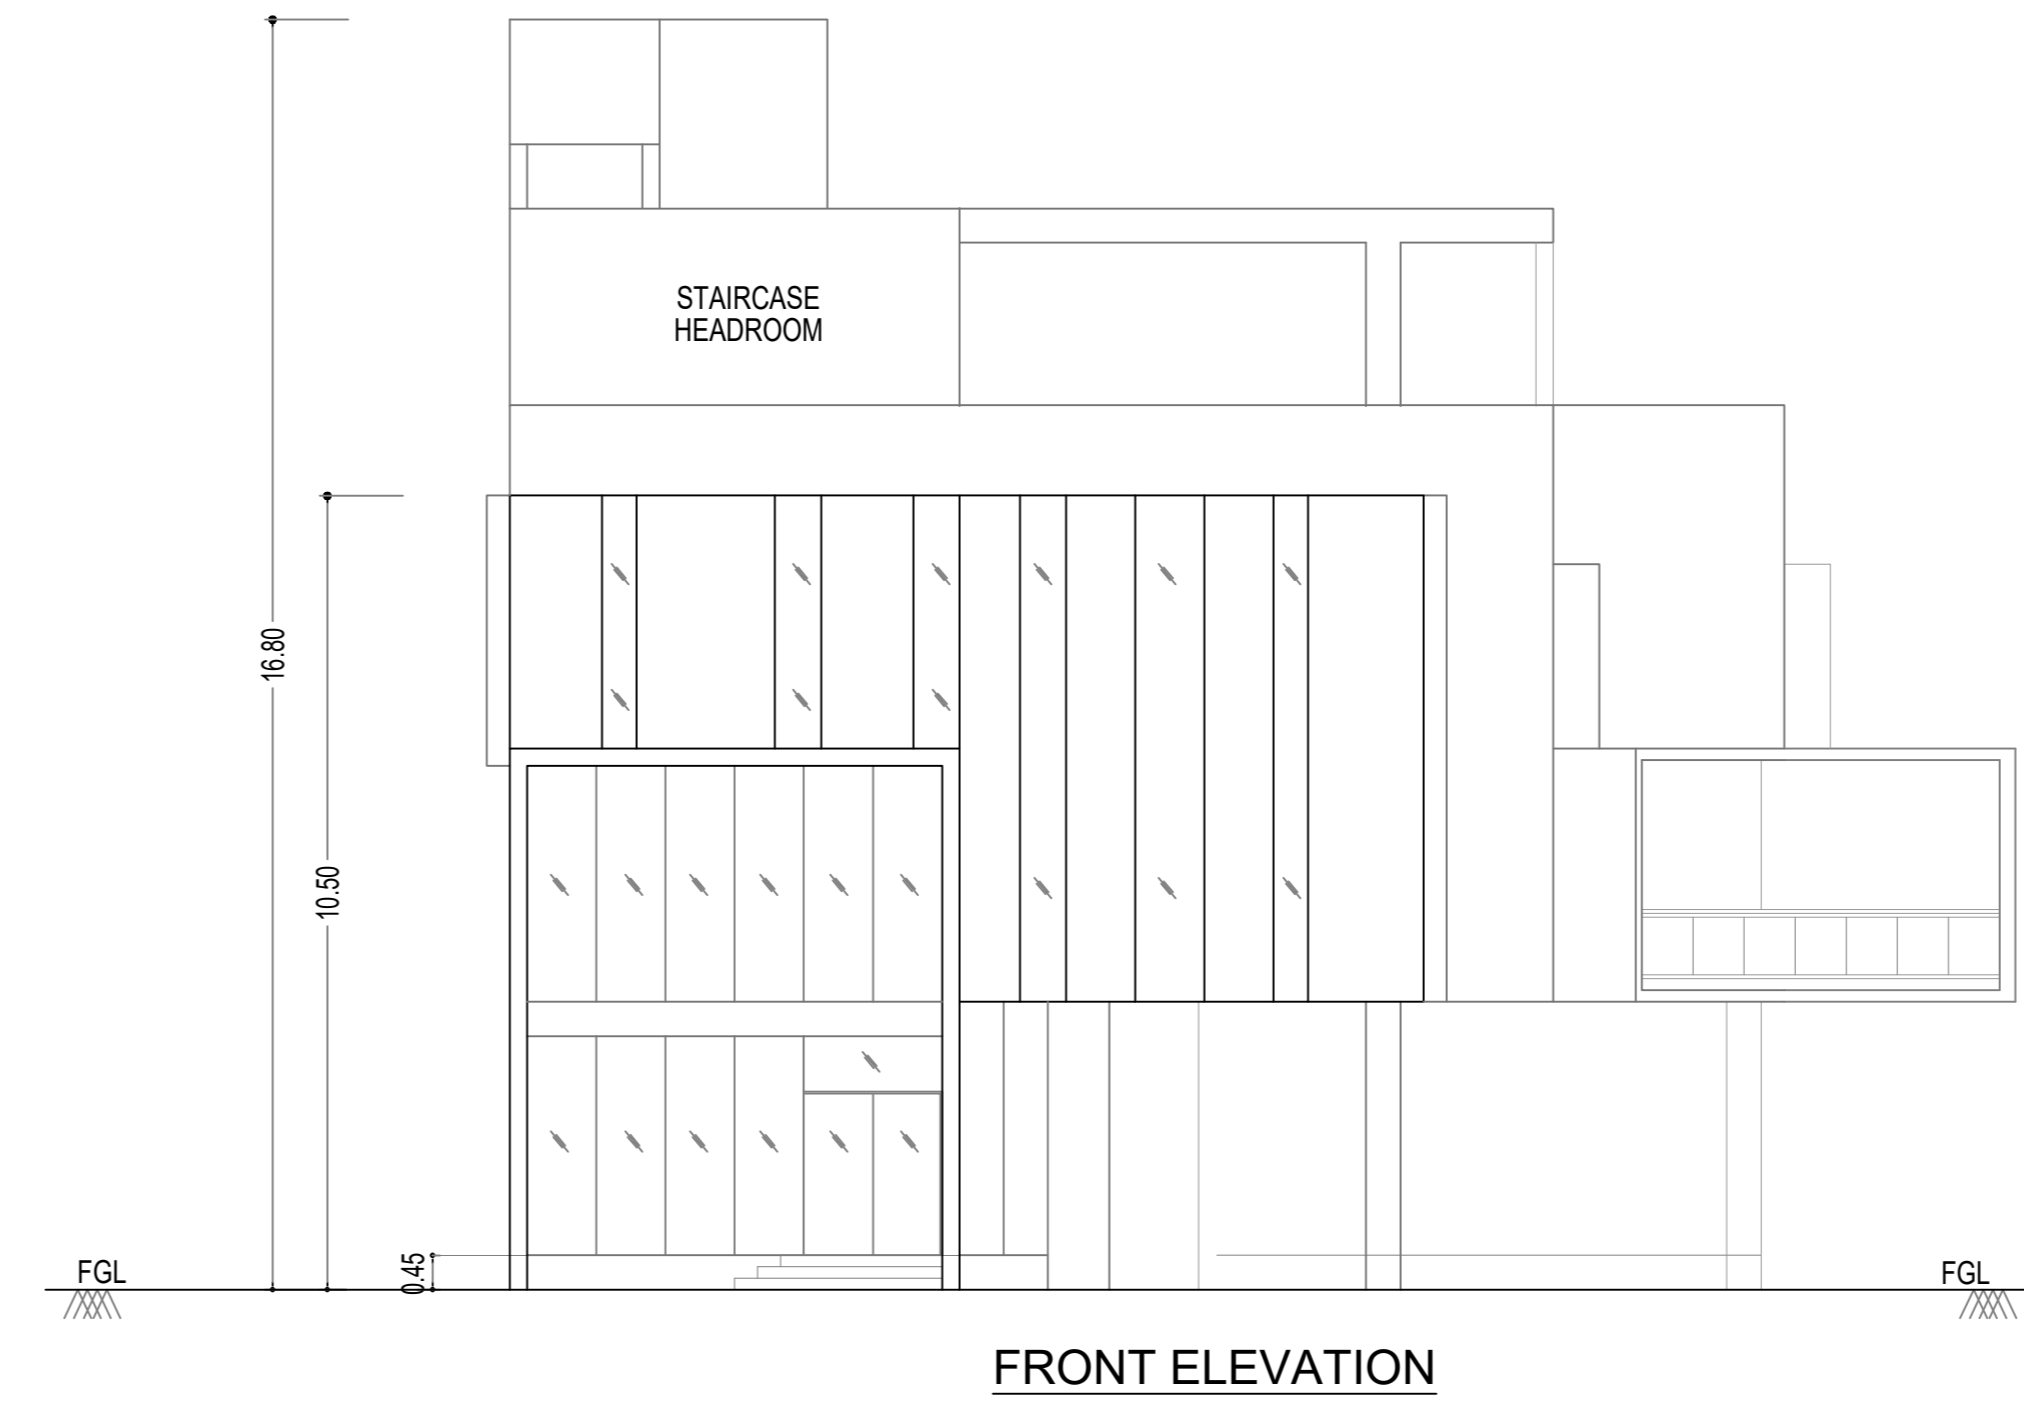 STAIRCASE
HEADROOM
16.80
10.50
0.45
FGL
FGL
FRONT ELEVATION